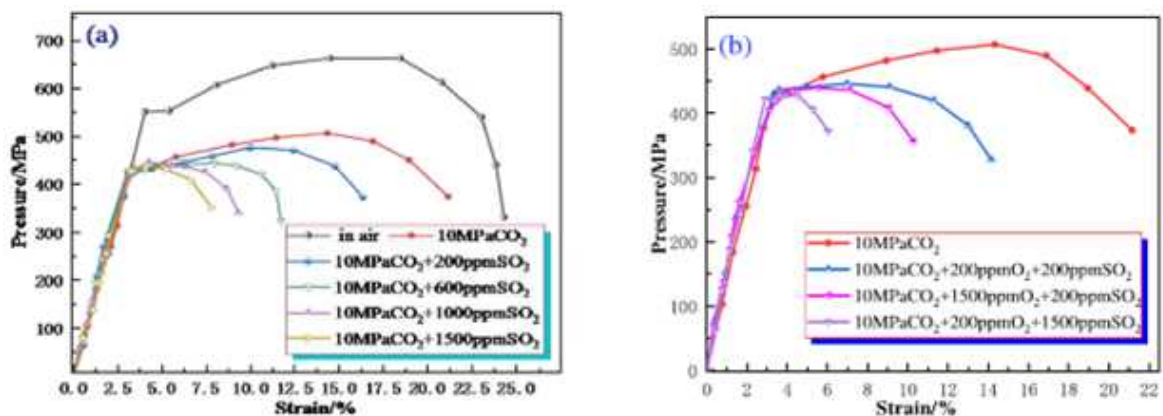 (a)
700
600
500
400
300
200
100
Pressure/MPa
in air 10MPaCO2
10MPaCO2+200ppmSO2
10MPaCO2+600ppmSO2
10MPaCO2+1000ppmSO2
10MPaCO2+1500ppmSO2
0.0 2.5 5.0 7.5 10.0 12.5 15.0 17.5 20.0 22.5 25.0
Strain/%
(b)
500
400
300
200
100
0
Pressure/MPa
10MPaCO2
10MPaCO2+200ppmO2+200ppmSO2
10MPaCO2+1500ppmO2+200ppmSO2
10MPaCO2+200ppmO2+1500ppmSO2
0 2 4 6 8 10 12 14 16 18 20 22
Strain/%